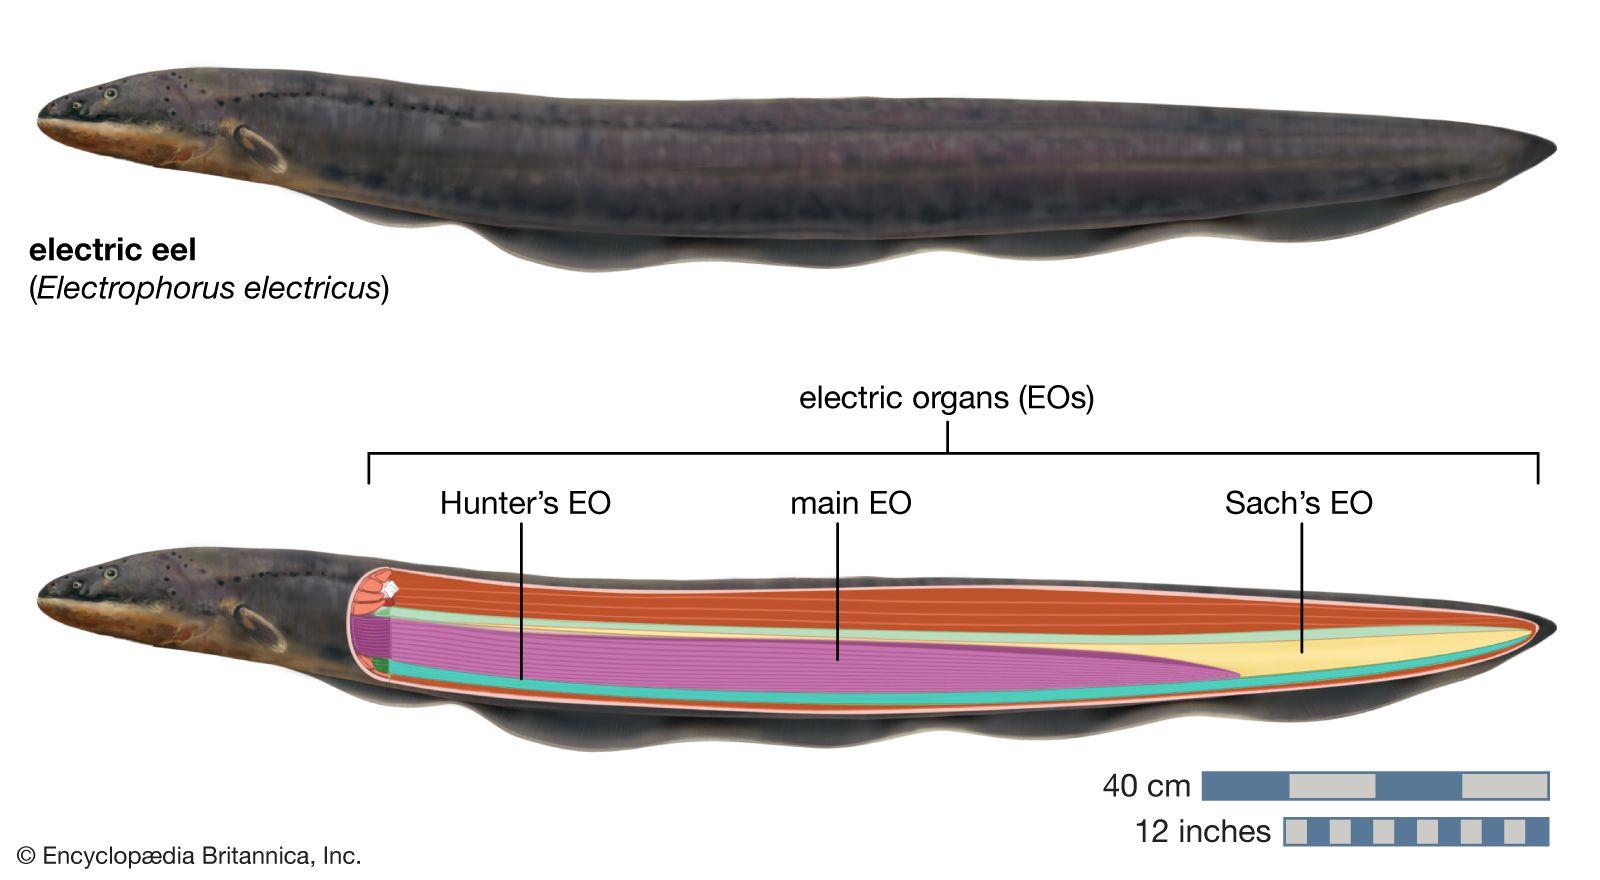 electric eel
(Electrophorus electricus)
electric organs (EOs)
Hunter’s EO
main EO
Sach’s EO
40 cm
12 inches
© Encyclopædia Britannica, Inc.